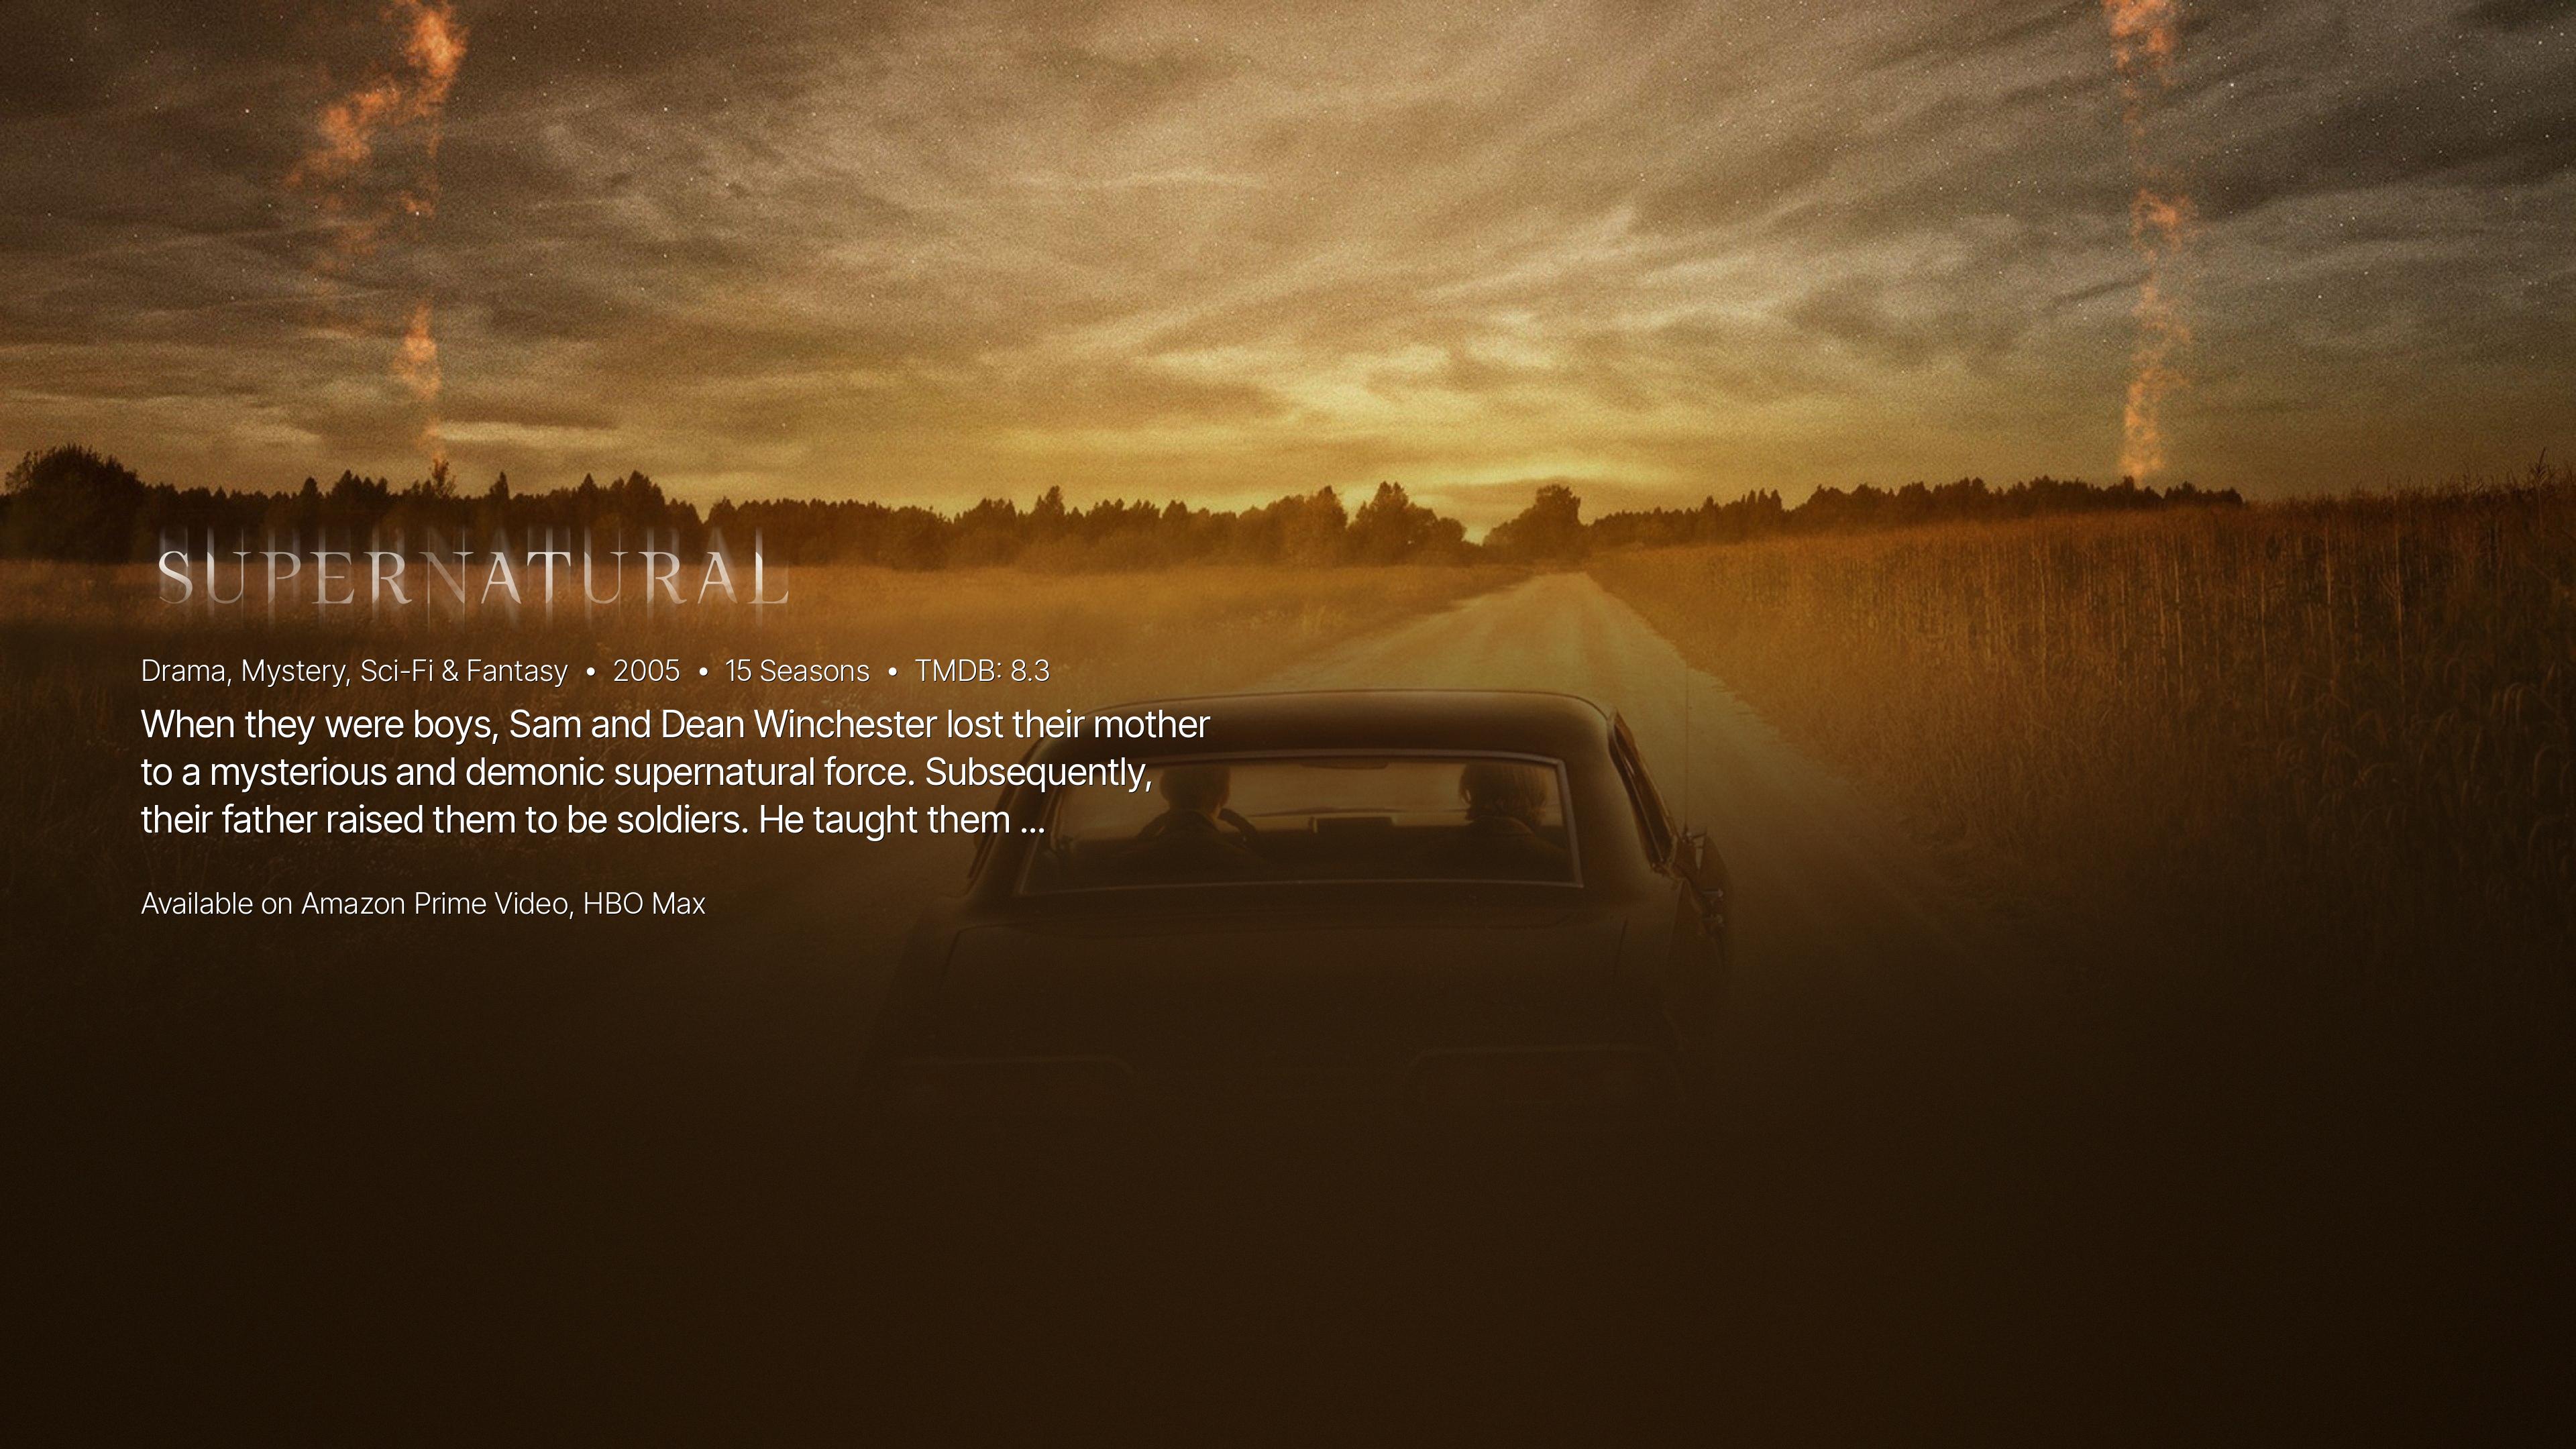 SUPERNATURAL
Drama, Mystery, Sci-Fi & Fantasy • 2005 • 15 Seasons • TMDB: 8.3
When they were boys, Sam and Dean Winchester lost their mother
to a mysterious and demonic supernatural force. Subsequently,
their father raised them to be soldiers. He taught them ...
Available on Amazon Prime Video, HBO Max